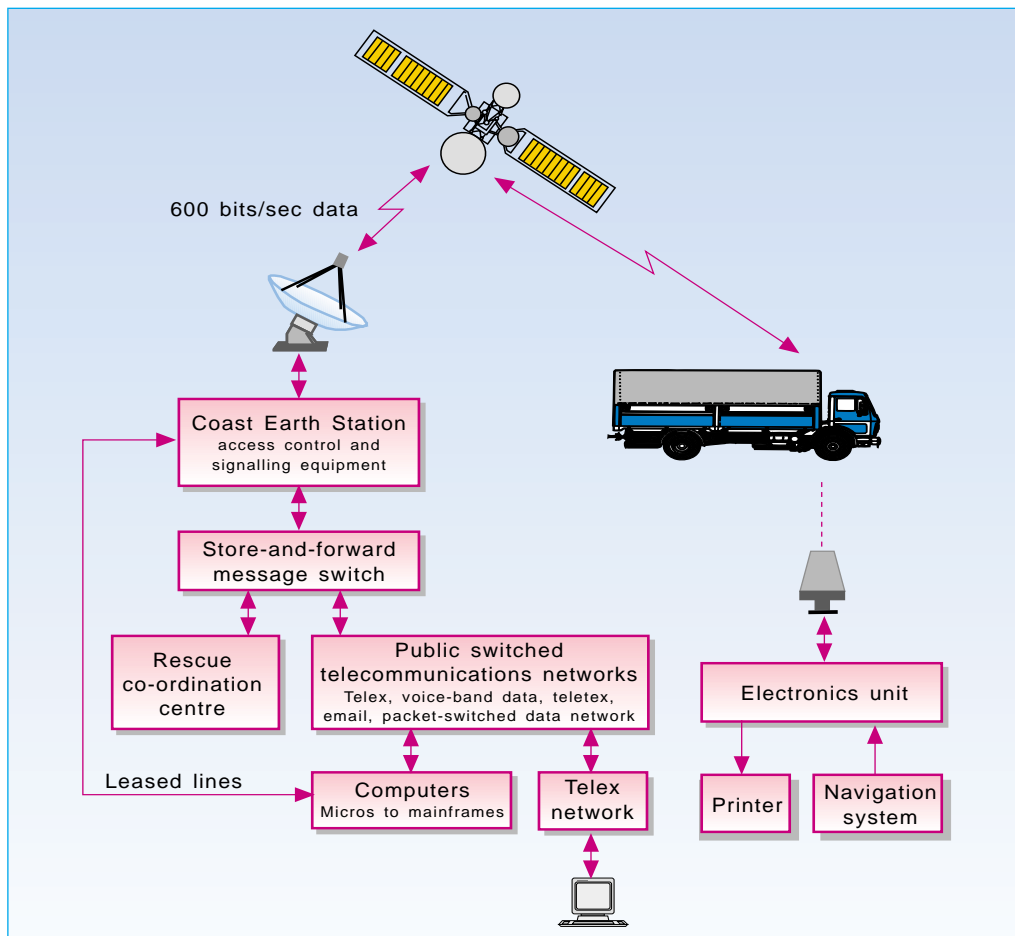 600 bits/sec data
Coast Earth Station
access control and
signalling equipment
Store-and-forward
message switch
Rescue
co-ordination
centre
Public switched
telecommunications networks
Telex, voice-band data, teletex,
email, packet-switched data network
Electronics unit
Leased lines
Computers
Micros to mainframes
Telex
network
Printer
Navigation
system